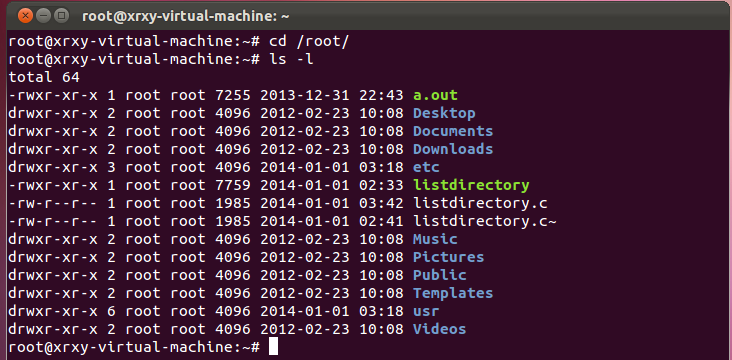 root@xrxy-virtual-machine: ~
root@xrxy-virtual-machine:~# cd /root/
root@xrxy-virtual-machine:~# ls -l
total 64
-rwxr-xr-x 1 root root 7255 2013-12-31 22:43 a.out
drwxr-xr-x 2 root root 4096 2012-02-23 10:08 Desktop
drwxr-xr-x 2 root root 4096 2012-02-23 10:08 Documents
drwxr-xr-x 2 root root 4096 2012-02-23 10:08 Downloads
drwxr-xr-x 3 root root 4096 2014-01-01 03:18 etc
-rwxr-xr-x 1 root root 7759 2014-01-01 02:33 listdirectory
-rw-r--r-- 1 root root 1985 2014-01-01 03:42 listdirectory.c
-rw-r--r-- 1 root root 1985 2014-01-01 02:41 listdirectory.c~
drwxr-xr-x 2 root root 4096 2012-02-23 10:08 Music
drwxr-xr-x 2 root root 4096 2012-02-23 10:08 Pictures
drwxr-xr-x 2 root root 4096 2012-02-23 10:08 Public
drwxr-xr-x 2 root root 4096 2012-02-23 10:08 Templates
drwxr-xr-x 6 root root 4096 2014-01-01 03:18 usr
drwxr-xr-x 2 root root 4096 2012-02-23 10:08 Videos
root@xrxy-virtual-machine:~#